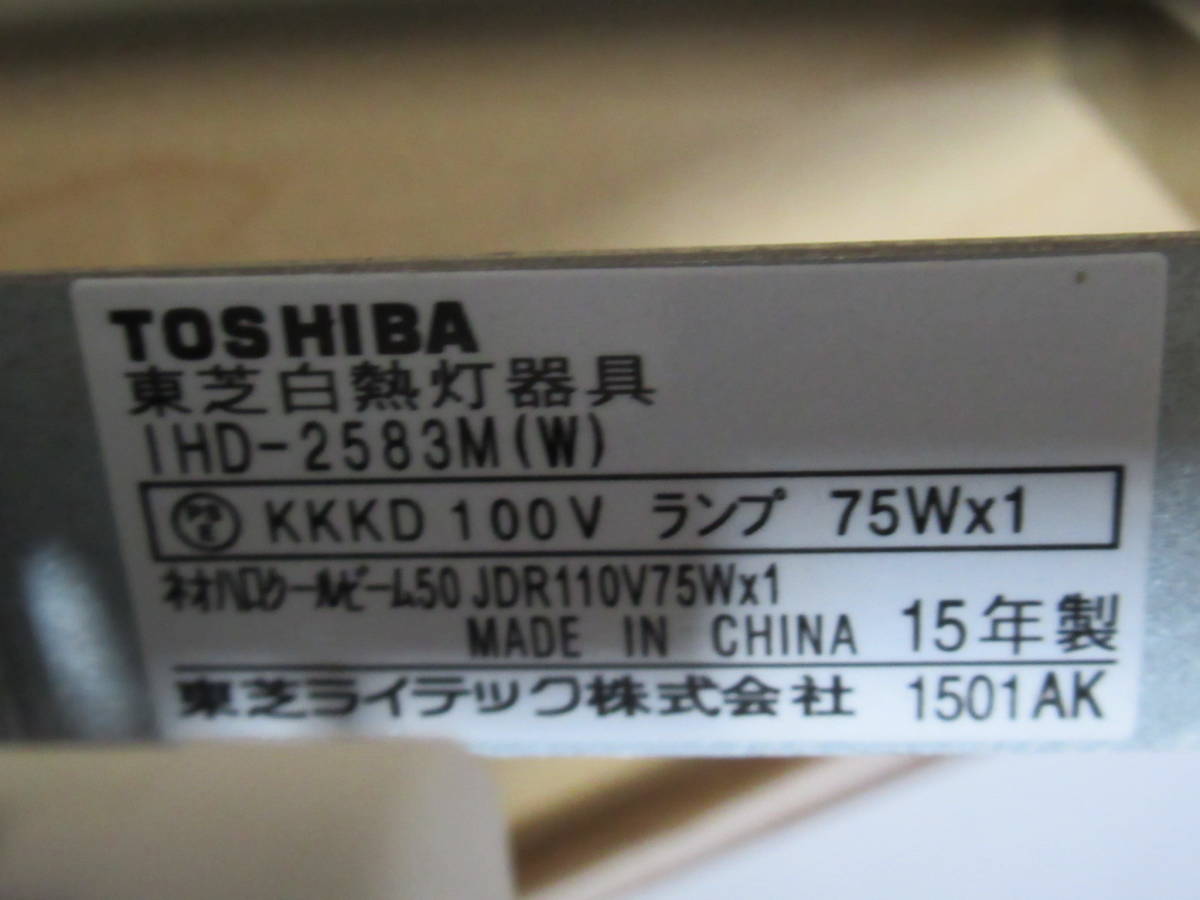 TOSHIBA
東芝白熱灯器具
IHD-2583M(W)
PSE KKKD 100V ランプ 75Wx1
ネオハロクールビーム50 JDR110V75Wx1
MADE IN CHINA 15年製
東芝ライテック株式会社 1501AK